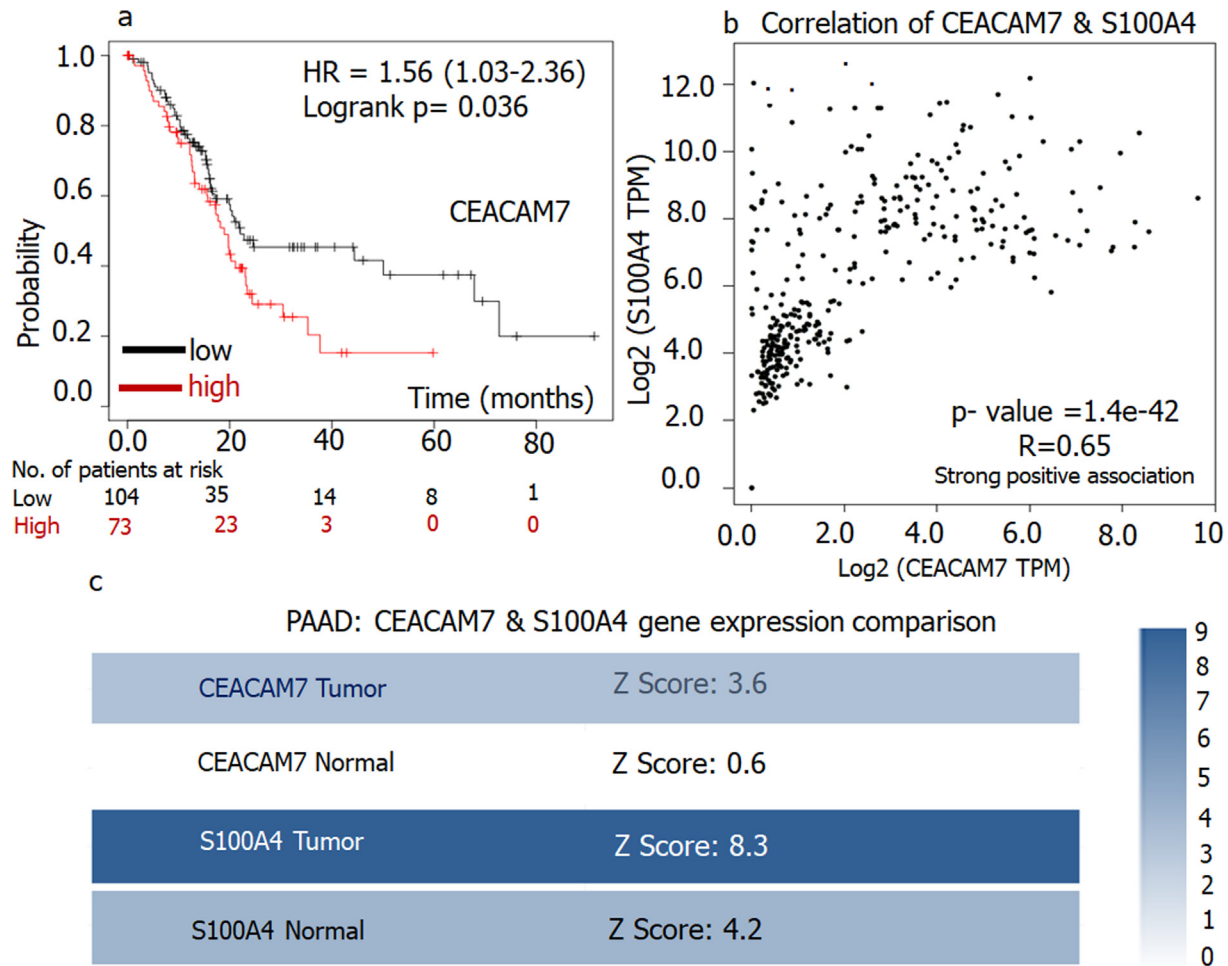 a
1.0
0.8
0.6
0.4
0.2
0.0
Probability
HR = 1.56 (1.03-2.36)
Logrank p= 0.036
CEACAM7
low
high
Time (months)
0.0 20 40 60 80
No. of patients at risk
Low 104 35 14 8 1
High 73 23 3 0 0
b Correlation of CEACAM7 & S100A4
12.0
10.0
8.0
6.0
4.0
2.0
0.0
Log2 (S100A4 TPM)
p- value =1.4e-42
R=0.65
Strong positive association
0.0 2.0 4.0 6.0 8.0 10
Log2 (CEACAM7 TPM)
c
PAAD: CEACAM7 & S100A4 gene expression comparison
CEACAM7 Tumor Z Score: 3.6
CEACAM7 Normal Z Score: 0.6
S100A4 Tumor Z Score: 8.3
S100A4 Normal Z Score: 4.2
9
8
7
6
5
4
3
2
1
0